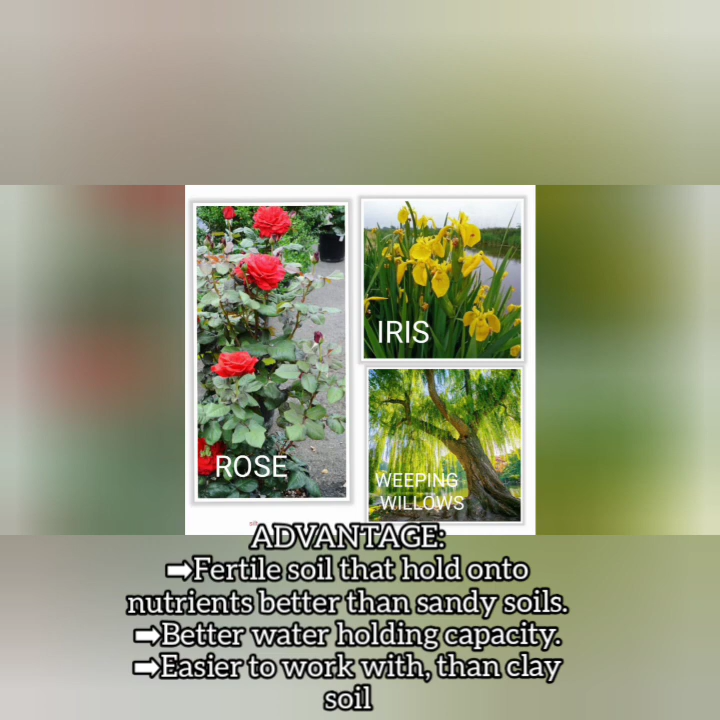 ROSE
IRIS
WEEPING
WILLOWS
ADVANTAGE:
➡Fertile soil that hold onto
nutrients better than sandy soils.
➡Better water holding capacity.
➡Easier to work with, than clay
soil